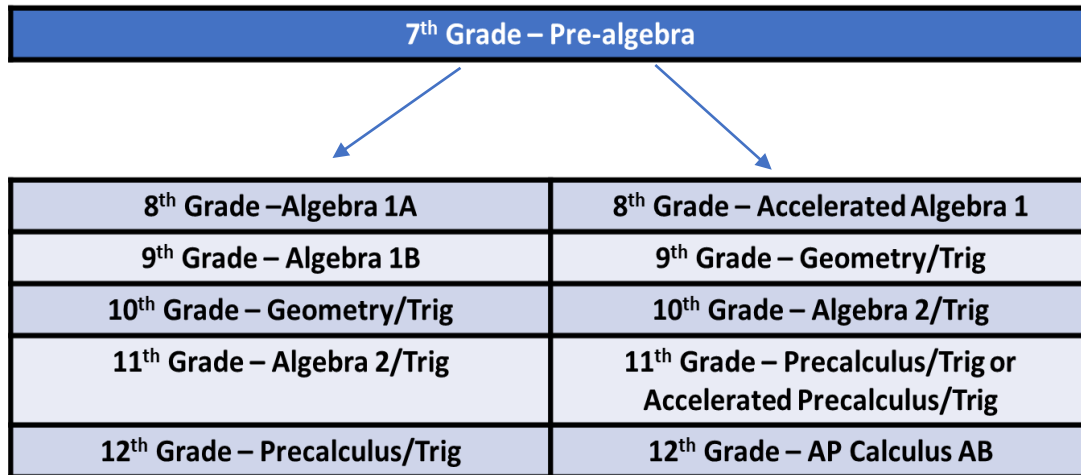 7th Grade – Pre-algebra
8th Grade –Algebra 1A
8th Grade – Accelerated Algebra 1
9th Grade – Algebra 1B
9th Grade – Geometry/Trig
10th Grade – Geometry/Trig
10th Grade – Algebra 2/Trig
11th Grade – Algebra 2/Trig
11th Grade – Precalculus/Trig or
Accelerated Precalculus/Trig
12th Grade – Precalculus/Trig
12th Grade – AP Calculus AB